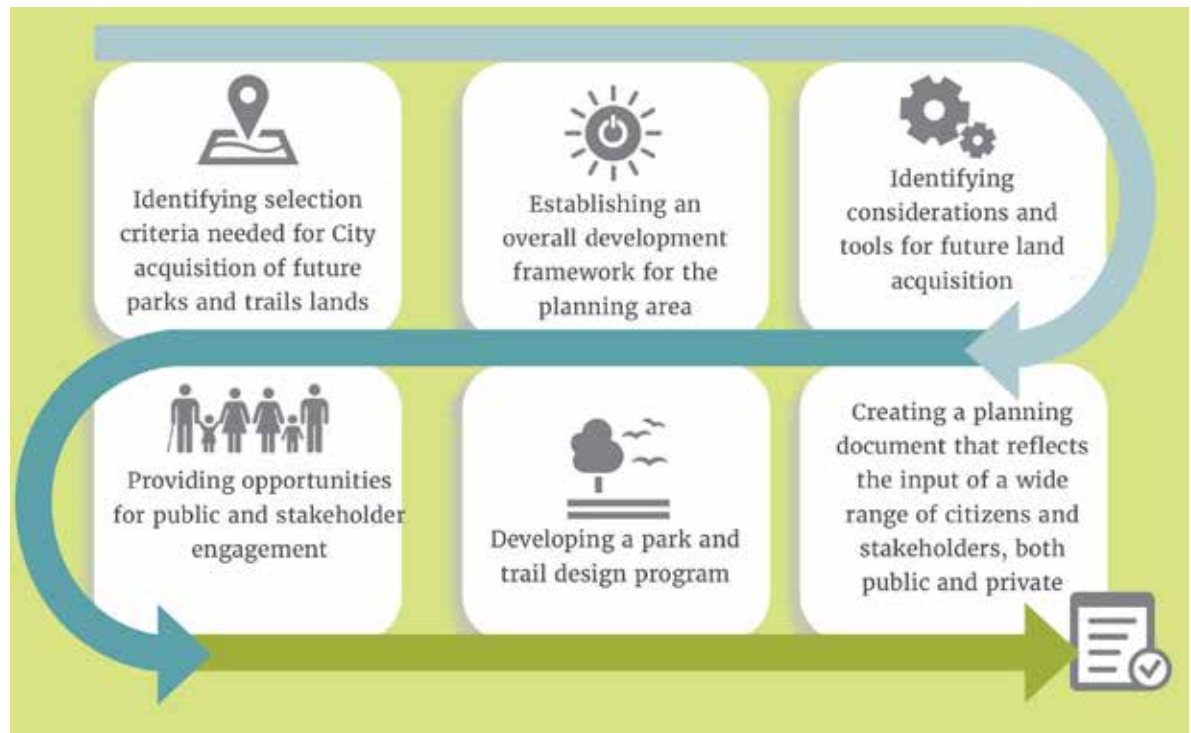 Identifying selection
criteria needed for City
acquisition of future
parks and trails lands
Establishing an
overall development
framework for the
planning area
Identifying
considerations and
tools for future land
acquisition
Providing opportunities
for public and stakeholder
engagement
Developing a park and
trail design program
Creating a planning
document that reflects
the input of a wide
range of citizens and
stakeholders, both
public and private